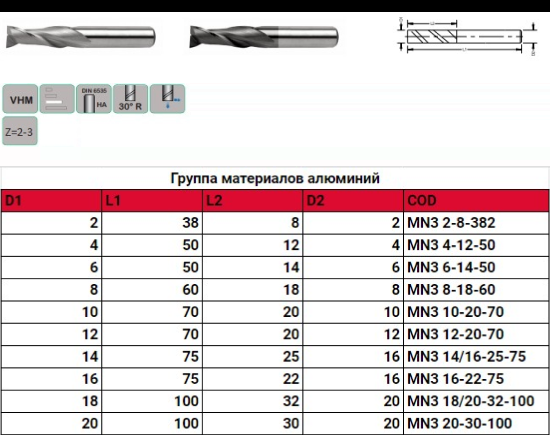 VHM
DIN 6535
HA
30° R
Z=2-3
Группа материалов алюминий
D1 L1 L2 D2 COD
2 38 8 2 MN3 2-8-382
4 50 12 4 MN3 4-12-50
6 50 14 6 MN3 6-14-50
8 60 18 8 MN3 8-18-60
10 70 20 10 MN3 10-20-70
12 70 20 12 MN3 12-20-70
14 75 25 16 MN3 14/16-25-75
16 75 22 16 MN3 16-22-75
18 100 32 20 MN3 18/20-32-100
20 100 30 20 MN3 20-30-100